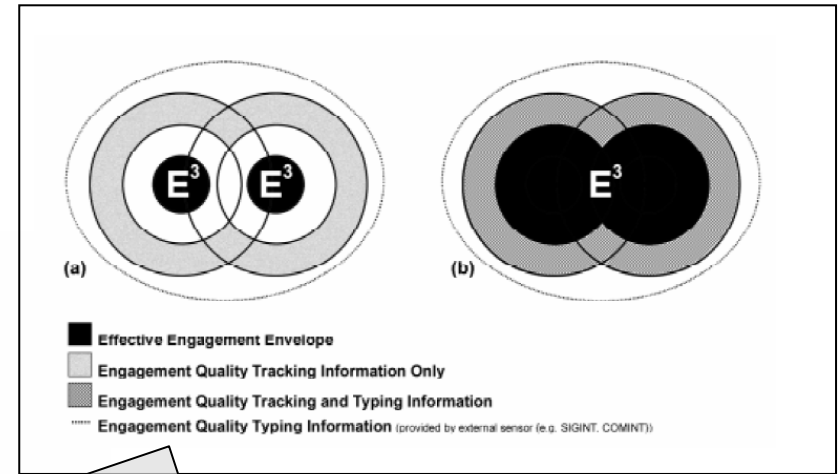 E³ E³ E³
(a) (b)
Effective Engagement Envelope
Engagement Quality Tracking Information Only
Engagement Quality Tracking and Typing Information
Engagement Quality Typing Information (provided by external sensor (e.g. SIGINT, COMINT))